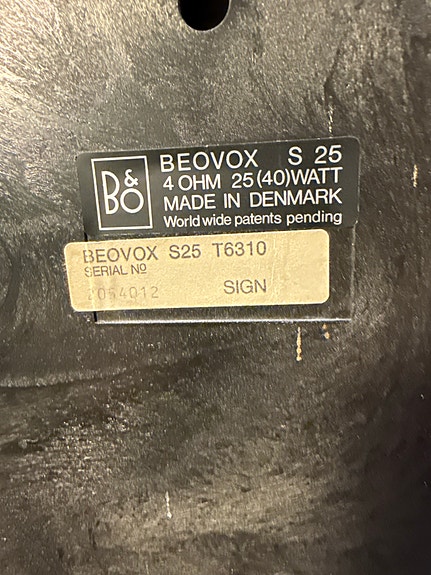 B&O
BEOVOX S 25
4 OHM 25(40)WATT
MADE IN DENMARK
World wide patents pending
BEOVOX S25 T6310
SERIAL Nº
SIGN